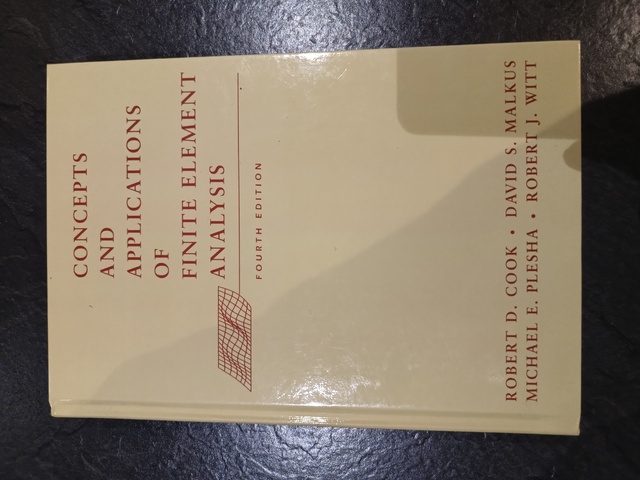 CONCEPTS
AND
APPLICATIONS
OF
FINITE ELEMENT
ANALYSIS
FOURTH EDITION
ROBERT D. COOK • DAVID S. MALKUS
MICHAEL E. PLESHA • ROBERT J. WITT